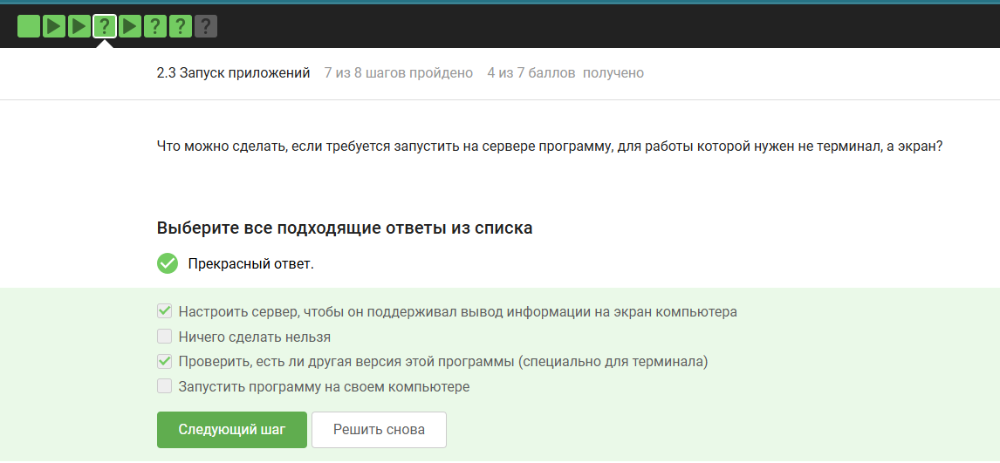 ? ? ? ?
2.3 Запуск приложений 7 из 8 шагов пройдено 4 из 7 баллов получено
Что можно сделать, если требуется запустить на сервере программу, для работы которой нужен не терминал, а экран?
Выберите все подходящие ответы из списка
Прекрасный ответ.
Настроить сервер, чтобы он поддерживал вывод информации на экран компьютера
Ничего сделать нельзя
Проверить, есть ли другая версия этой программы (специально для терминала)
Запустить программу на своем компьютере
Следующий шаг Решить снова